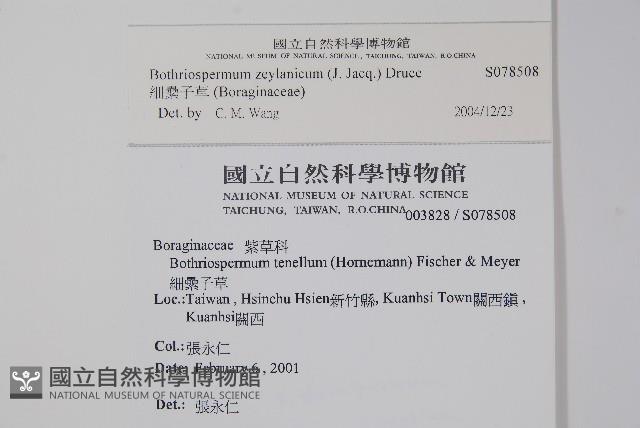 國立自然科學博物館
NATIONAL MUSEUM OF NATURAL SCIENCE, TAICHUNG, TAIWAN, R.O.CHINA
Bothriospermum zeylanicum (J. Jacq.) Druce S078508
細纍子草 (Boraginaceae)
Det. by C. M. Wang 2004/12/23
國立自然科學博物館
NATIONAL MUSEUM OF NATURAL SCIENCE
TAICHUNG, TAIWAN, R.O.CHINA 003828 / S078508
Boraginaceae 紫草科
Bothriospermum tenellum (Hornemann) Fischer & Meyer
細纍子草
Loc.:Taiwan , Hsinchu Hsien新竹縣, Kuanhsi Town關西鎮 ,
Kuanhsi關西
Col.:張永仁
Date: February 6 , 2001
國立自然科學博物館
NATIONAL MUSEUM OF NATURAL SCIENCE
Det.: 張永仁